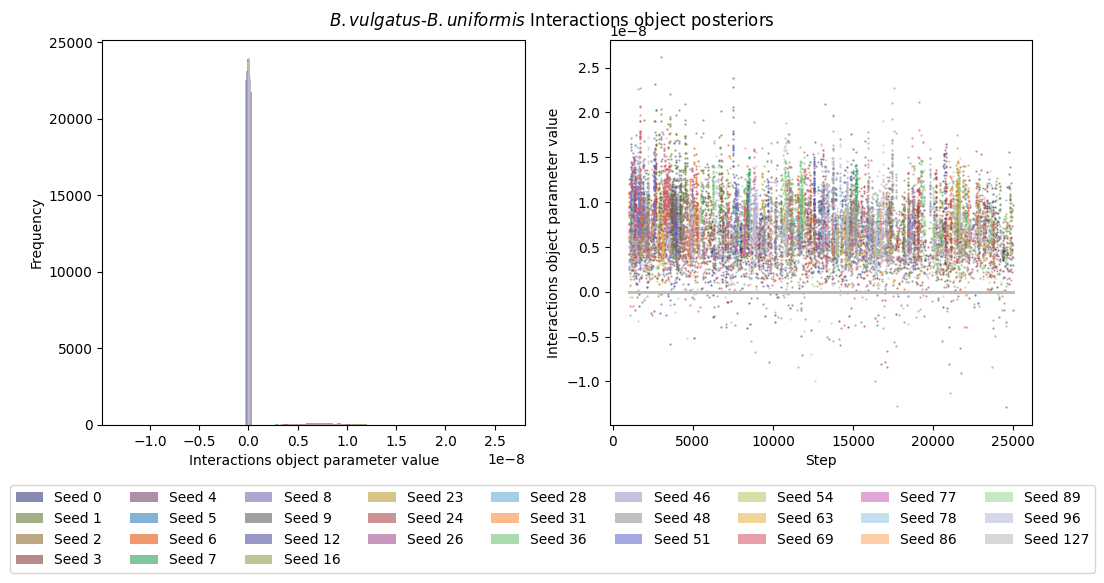 B. vulgatus-B. uniformis Interactions object posteriors
25000
20000
15000
10000
5000
0
Frequency
−1.0 −0.5 0.0 0.5 1.0 1.5 2.0 2.5
1e−8
Interactions object parameter value
1e−8
2.5
2.0
1.5
1.0
0.5
0.0
−0.5
−1.0
Interactions object parameter value
0 5000 10000 15000 20000 25000
Step
Seed 0 Seed 4 Seed 8 Seed 23 Seed 28 Seed 46 Seed 54 Seed 77 Seed 89
Seed 1 Seed 5 Seed 9 Seed 24 Seed 31 Seed 48 Seed 63 Seed 78 Seed 96
Seed 2 Seed 6 Seed 12 Seed 26 Seed 36 Seed 51 Seed 69 Seed 86 Seed 127
Seed 3 Seed 7 Seed 16